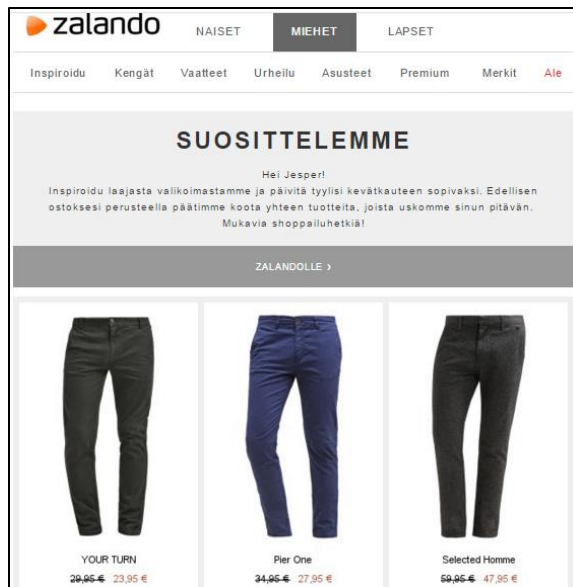 zalando
NAISET MIEHET LAPSET
Inspiroidu Kengät Vaatteet Urheilu Asusteet Premium Merkit Ale
SUOSITTELEMME
Hei Jesper!
Inspiroidu laajasta valikoimastamme ja päivitä tyylisi kevätkauteen sopivaksi. Edellisen
ostoksesi perusteella päätimme koota yhteen tuotteita, joista uskomme sinun pitävän.
Mukavia shoppailuhetkiä!
ZALANDOLLE ›
YOUR TURN Pier One Selected Homme
29,95 € 23,95 € 34,95 € 27,95 € 59,95 € 47,95 €